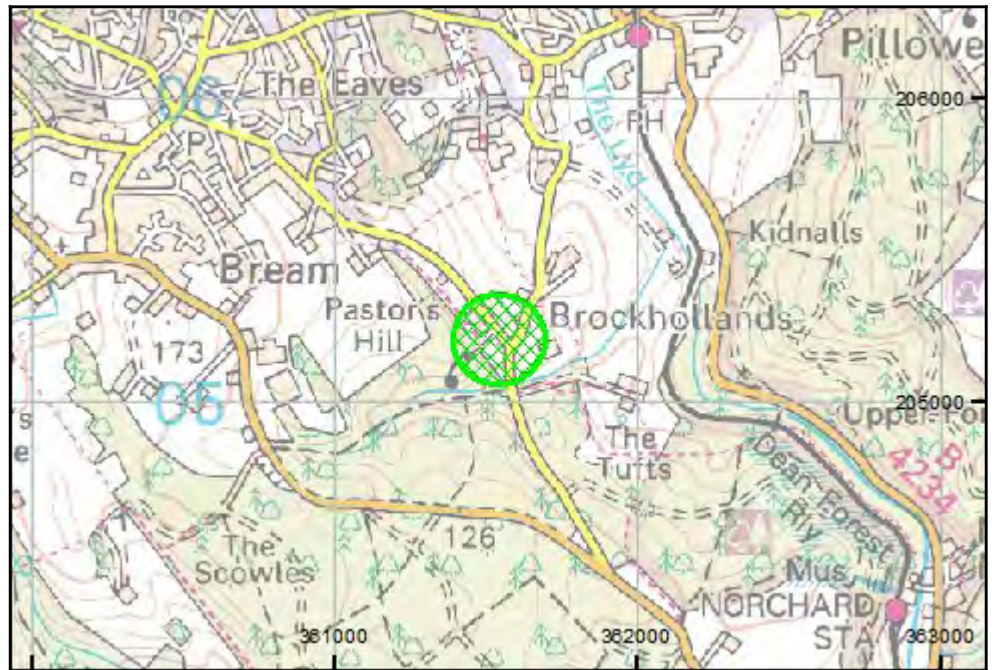 Pillowe
The Eaves
06
206000
PH
P
The Lyd
Kidnalls
Bream
Pastors
Hill
Brockhollands
173
05
205000
s
e
Upper For
The
Tufts
B
4234
Dean Forest
Rly
126
The
Scowles
Mus
NORCHARD
STA
361000
362000
363000